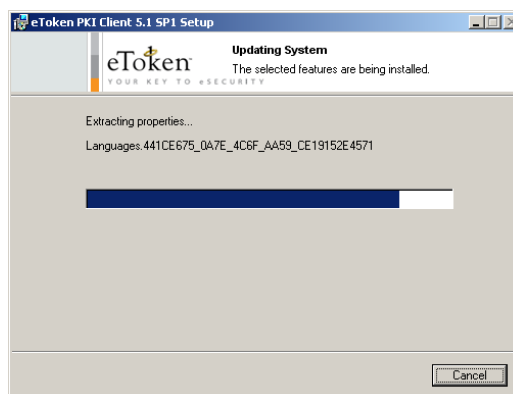 eToken PKI Client 5.1 SP1 Setup
eToken
YOUR KEY TO eSECURITY
Updating System
The selected features are being installed.
Extracting properties...
Languages.441CE675_0A7E_4C6F_AA59_CE19152E4571
Cancel